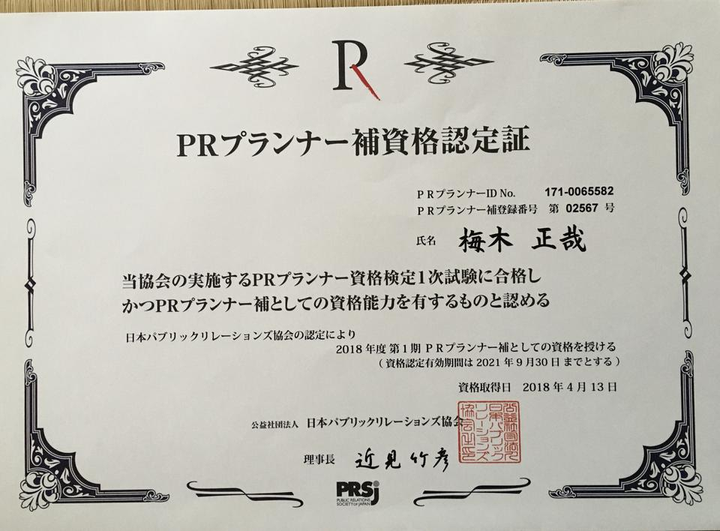 R
PRプランナー補資格認定証
PRプランナーID No. 171-0065582
PRプランナー補登録番号 第 02567 号
氏名 梅木 正哉
当協会の実施するPRプランナー資格検定1次試験に合格し
かつPRプランナー補としての資格能力を有するものと認める
日本パブリックリレーションズ協会の認定により
2018 年度 第1期 PRプランナー補としての資格を授ける
(資格認定有効期間は 2021 年 9月30日 までとする)
資格取得日 2018 年 4 月 13 日
公益社団法人 日本パブリックリレーションズ協会
理事長 近見竹彦
PRSj
PUBLIC RELATIONS
SOCIETY OF JAPAN